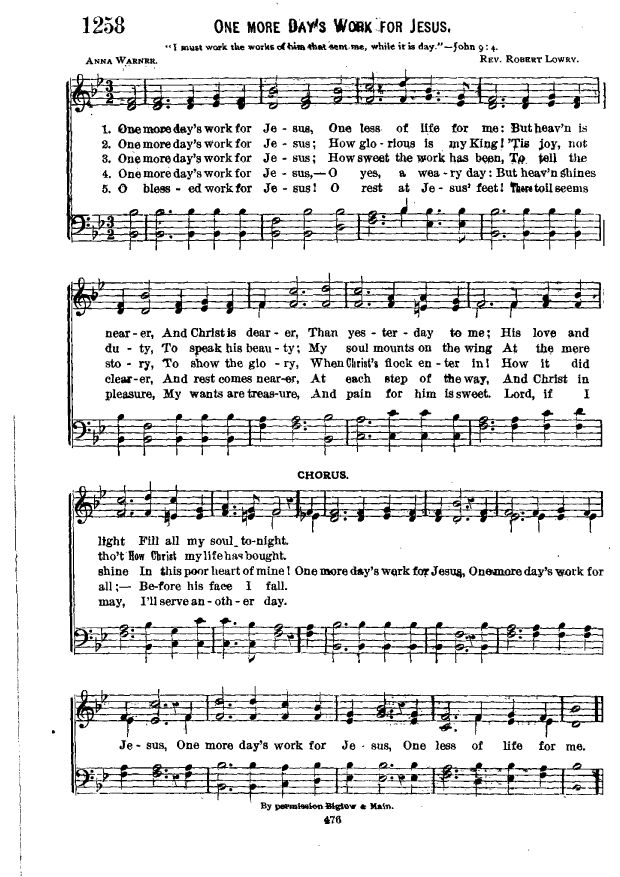 1258
ONE MORE DAY'S WORK FOR JESUS.
"I must work the works of him that sent me, while it is day."—John 9:4.
ANNA WARNER.
REV. ROBERT LOWRY.
1. One more day's work for Je - sus, One less of life for me: But heav'n is
2. One more day's work for Je - sus; How glo - rious is my King! 'Tis joy, not
3. One more day's work for Je - sus; How sweet the work has been, To tell the
4. One more day's work for Je - sus,—O yes, a wea - ry day: But heav'n shines
5. O bless - ed work for Je - sus! O rest at Je - sus' feet! There toil seems
near - er, And Christ is dear - er, Than yes - ter - day to me; His love and
du - ty, To speak his beau - ty; My soul mounts on the wing At the mere
sto - ry, To show the glo - ry, When Christ's flock en - ter in! How it did
clear - er, And rest comes near - er, At each step of the way, And Christ in
pleasure, My wants are treas - ure, And pain for him is sweet. Lord, if I
CHORUS.
light Fill all my soul to-night.
tho't How Christ my life has bought.
shine In this poor heart of mine! One more day's work for Jesus, One more day's work for
all;— Be-fore his face I fall.
may, I'll serve an - oth - er day.
Je - sus, One more day's work for Je - sus, One less of life for me.
By permission Biglow & Main.
476